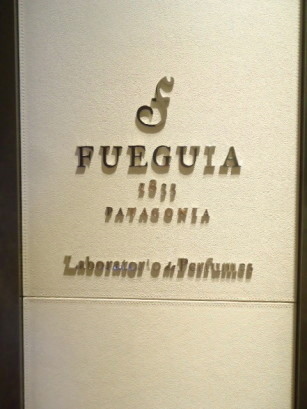 f
FUEGUIA
1833
PATAGONIA
Laboratorio de Perfumes